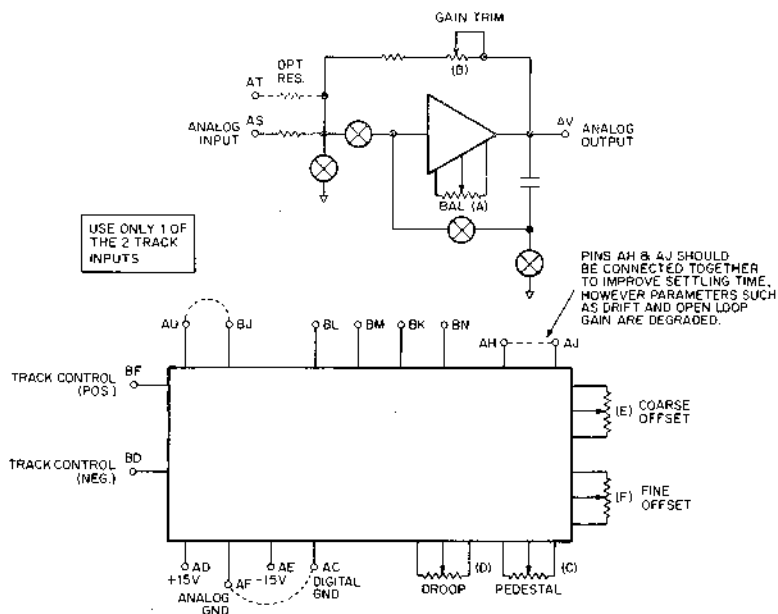 GAIN TRIM
(B)
OPT
RES.
AT
AS
ANALOG
INPUT
AV
ANALOG
OUTPUT
BAL (A)
USE ONLY 1 OF
THE 2 TRACK
INPUTS
PINS AH & AJ SHOULD
BE CONNECTED TOGETHER
TO IMPROVE SETTLING TIME,
HOWEVER PARAMETERS SUCH
AS DRIFT AND OPEN LOOP
GAIN ARE DEGRADED.
BJ
BL
BM
BK
BN
AH
AJ
TRACK CONTROL
(POS.)
BF
(E) COARSE
OFFSET
TRACK CONTROL
(NEG.)
BD
(F) FINE
OFFSET
AD
+15V
AF
ANALOG
GND
AE
-15V
AC
DIGITAL
GND
(D)
DROOP
(C)
PEDESTAL